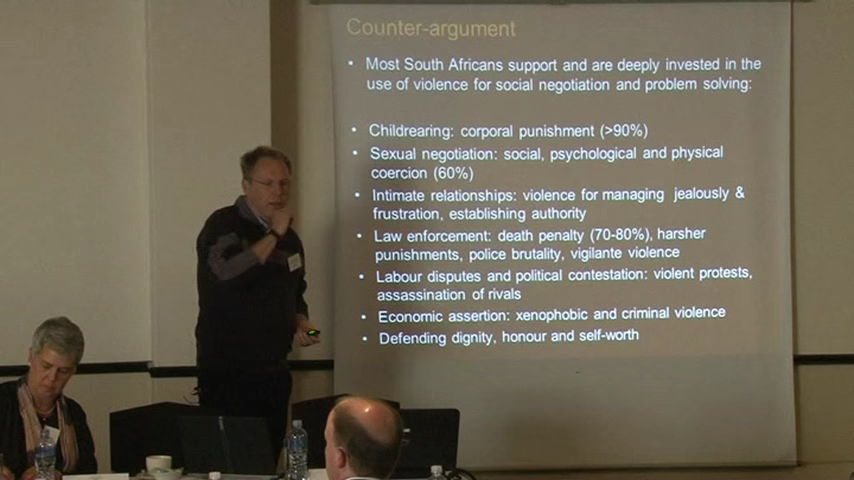 Counter-argument
• Most South Africans support and are deeply invested in the
use of violence for social negotiation and problem solving:
• Childrearing: corporal punishment (>90%)
• Sexual negotiation: social, psychological and physical
coercion (60%)
• Intimate relationships: violence for managing jealously &
frustration, establishing authority
• Law enforcement: death penalty (70-80%), harsher
punishments, police brutality, vigilante violence
• Labour disputes and political contestation: violent protests,
assassination of rivals
• Economic assertion: xenophobic and criminal violence
• Defending dignity, honour and self-worth